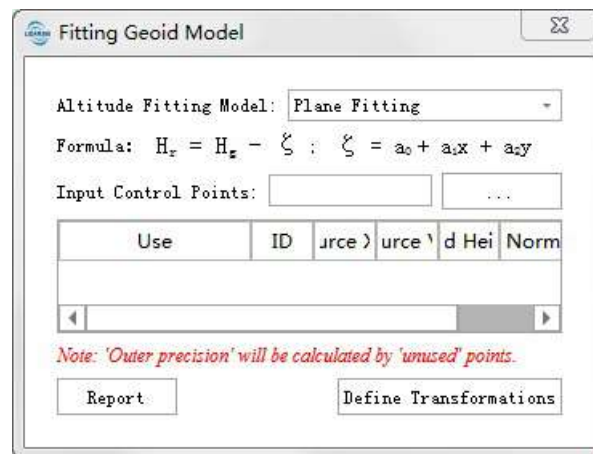 Fitting Geoid Model
Altitude Fitting Model: Plane Fitting
Formula: Hᵣ = H_g - ζ ; ζ = a₀ + a₁x + a₂y
Input Control Points: ...
Use ID urce X urce Y d Hei Norm
Note: 'Outer precision' will be calculated by 'unused' points.
Report Define Transformations